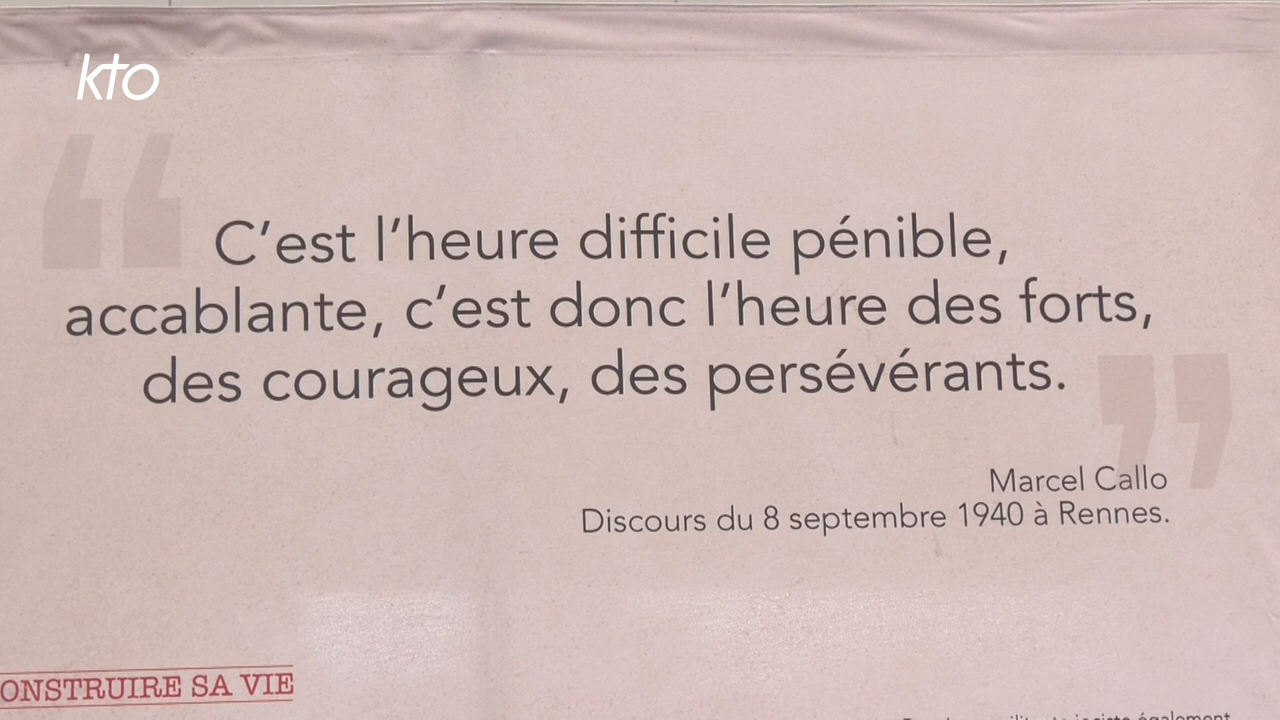 kto
C’est l’heure difficile pénible,
accablante, c’est donc l’heure des forts,
des courageux, des persévérants.
Marcel Callo
Discours du 8 septembre 1940 à Rennes.
ONSTRUIRE SA VIE
également